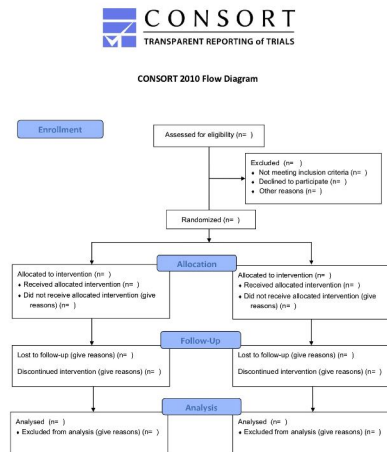 CONSORT
TRANSPARENT REPORTING of TRIALS
CONSORT 2010 Flow Diagram
Enrollment
Assessed for eligibility (n= )
Excluded (n= )
♦ Not meeting inclusion criteria (n= )
♦ Declined to participate (n= )
♦ Other reasons (n= )
Randomized (n= )
Allocation
Allocated to intervention (n= )
♦ Received allocated intervention (n= )
♦ Did not receive allocated intervention (give
reasons) (n= )
Allocated to intervention (n= )
♦ Received allocated intervention (n= )
♦ Did not receive allocated intervention (give
reasons) (n= )
Follow-Up
Lost to follow-up (give reasons) (n= )
Discontinued intervention (give reasons) (n= )
Lost to follow-up (give reasons) (n= )
Discontinued intervention (give reasons) (n= )
Analysis
Analysed (n= )
♦ Excluded from analysis (give reasons) (n= )
Analysed (n= )
♦ Excluded from analysis (give reasons) (n= )